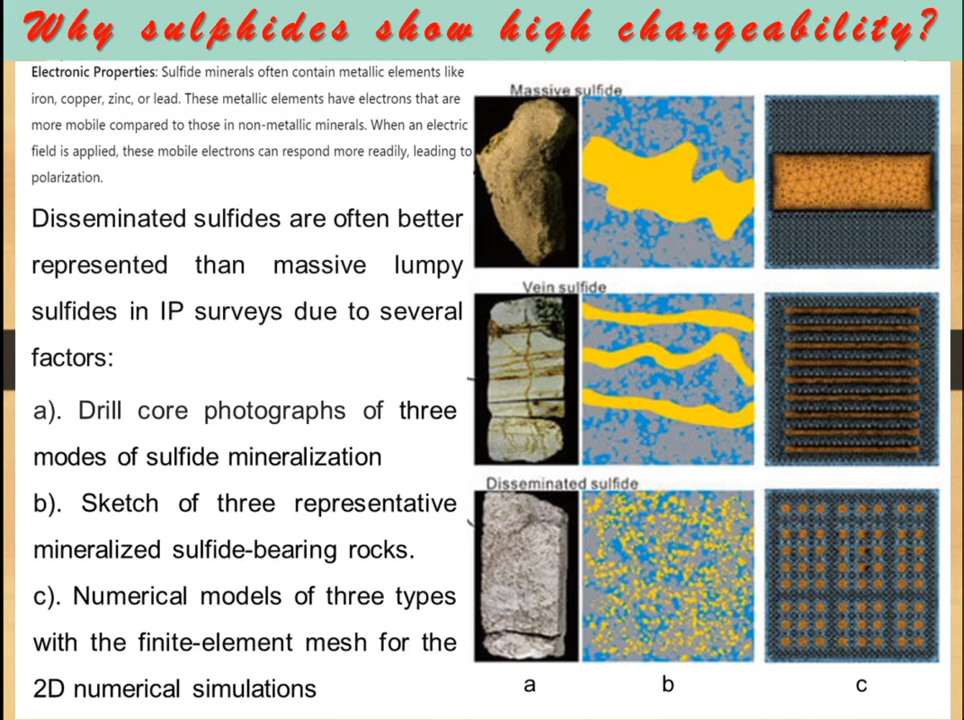 Why sulphides show high chargeability?
Electronic Properties: Sulfide minerals often contain metallic elements like
iron, copper, zinc, or lead. These metallic elements have electrons that are
more mobile compared to those in non-metallic minerals. When an electric
field is applied, these mobile electrons can respond more readily, leading to
polarization.
Disseminated sulfides are often better
represented than massive lumpy
sulfides in IP surveys due to several
factors:
a). Drill core photographs of three
modes of sulfide mineralization
b). Sketch of three representative
mineralized sulfide-bearing rocks.
c). Numerical models of three types
with the finite-element mesh for the
2D numerical simulations
Massive sulfide
Vein sulfide
Disseminated sulfide
a b c